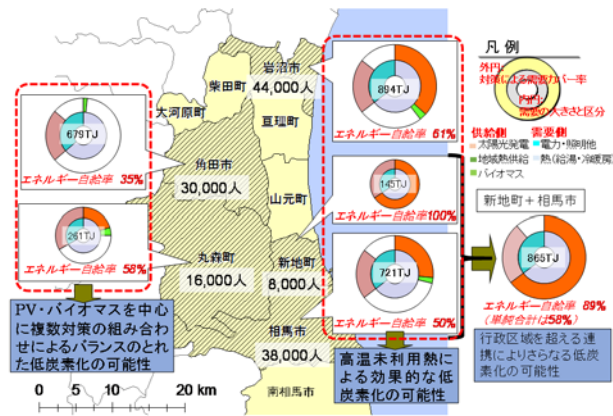 凡例
外円:
対策による需要カバー率
内円:
需要の大きさと区分
供給側 需要側
太陽光発電 電力・照明他
地域熱供給 熱(給湯・冷暖房)
バイオマス
岩沼市
44,000人
柴田町
大河原町
亘理町
角田市
30,000人
山元町
丸森町
16,000人
新地町
8,000人
相馬市
38,000人
南相馬市
679TJ
エネルギー自給率 35%
261TJ
エネルギー自給率 58%
894TJ
エネルギー自給率 61%
145TJ
エネルギー自給率100%
721TJ
エネルギー自給率 50%
新地町+相馬市
865TJ
エネルギー自給率 89%
(単純合計は58%)
PV・バイオマスを中心
に複数対策の組み合わ
せによるバランスのとれ
た低炭素化の可能性
高温未利用熱に
よる効果的な低
炭素化の可能性
行政区域を超える連
携によりさらなる低炭
素化の可能性
0 5 10 20 km